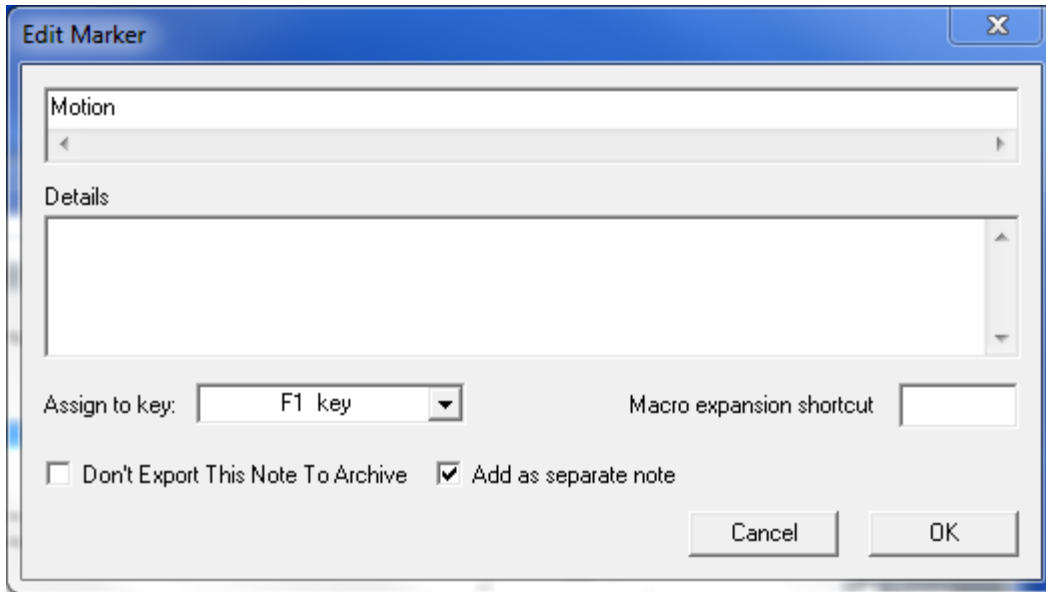 Edit Marker
Motion
Details
Assign to key: F1 key Macro expansion shortcut
Don't Export This Note To Archive Add as separate note
Cancel OK